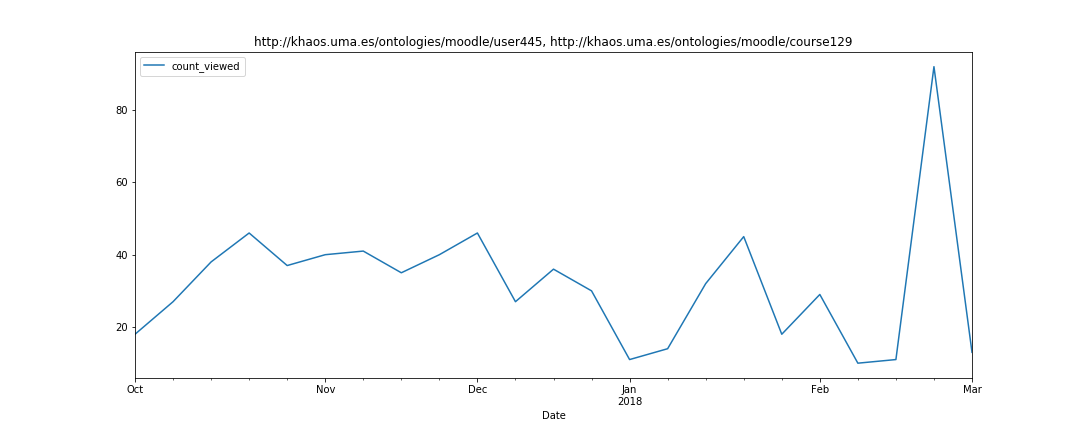 http://khaos.uma.es/ontologies/moodle/user445, http://khaos.uma.es/ontologies/moodle/course129
count_viewed
80
60
40
20
Oct Nov Dec Jan Feb Mar
2018
Date